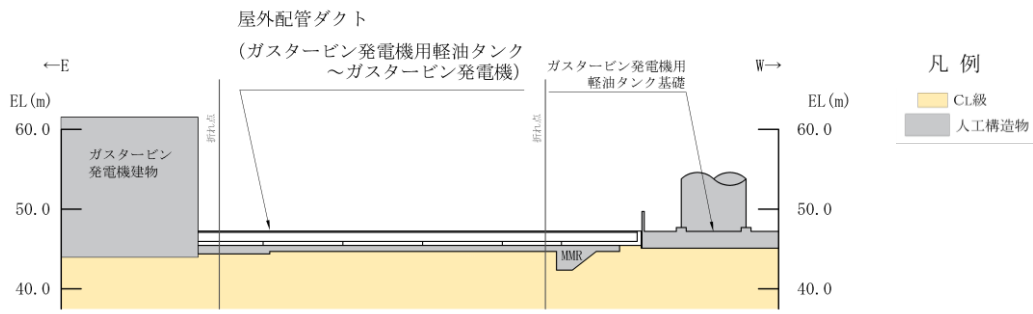 屋外配管ダクト
(ガスタービン発電機用軽油タンク
～ガスタービン発電機)
←E
ガスタービン発電機用
軽油タンク基礎
W→
凡 例
EL(m)
EL(m)
CL級
人工構造物
60.0
折れ点
折れ点
60.0
ガスタービン
発電機建物
50.0
50.0
MMR
40.0
40.0